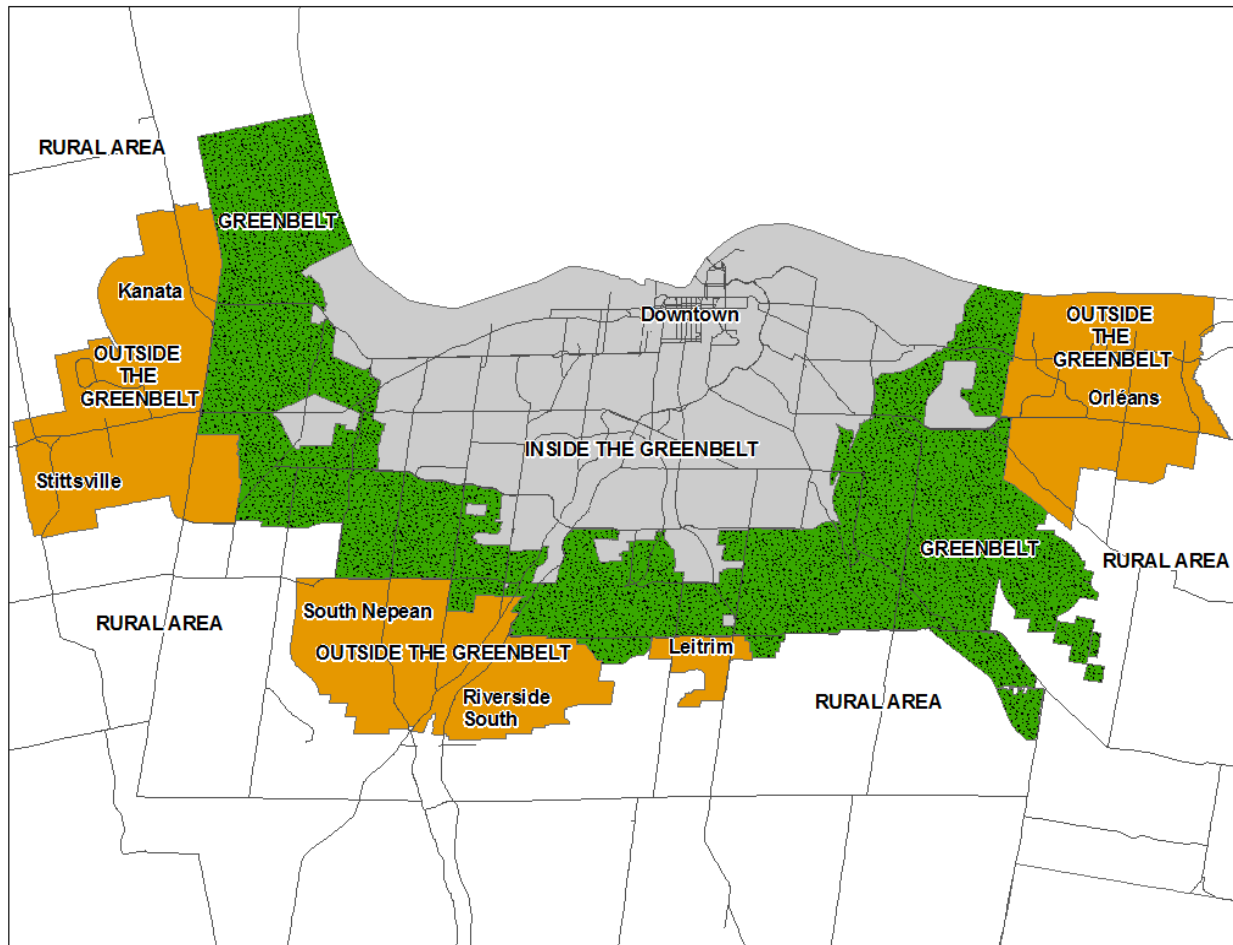 RURAL AREA
GREENBELT
Kanata
Downtown
OUTSIDE
THE
GREENBELT
OUTSIDE
THE
GREENBELT
Orléans
INSIDE THE GREENBELT
Stittsville
GREENBELT
RURAL AREA
South Nepean
RURAL AREA
OUTSIDE THE GREENBELT
Leitrim
Riverside
South
RURAL AREA